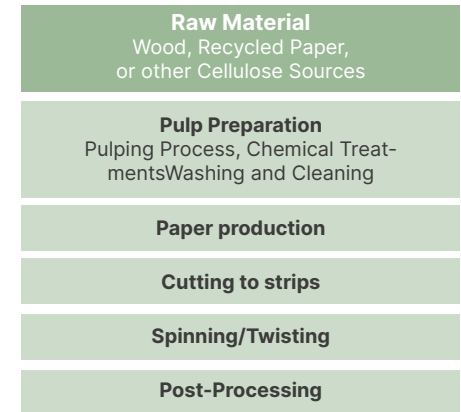 Raw Material
Wood, Recycled Paper,
or other Cellulose Sources
Pulp Preparation
Pulping Process, Chemical Treat-
mentsWashing and Cleaning
Paper production
Cutting to strips
Spinning/Twisting
Post-Processing